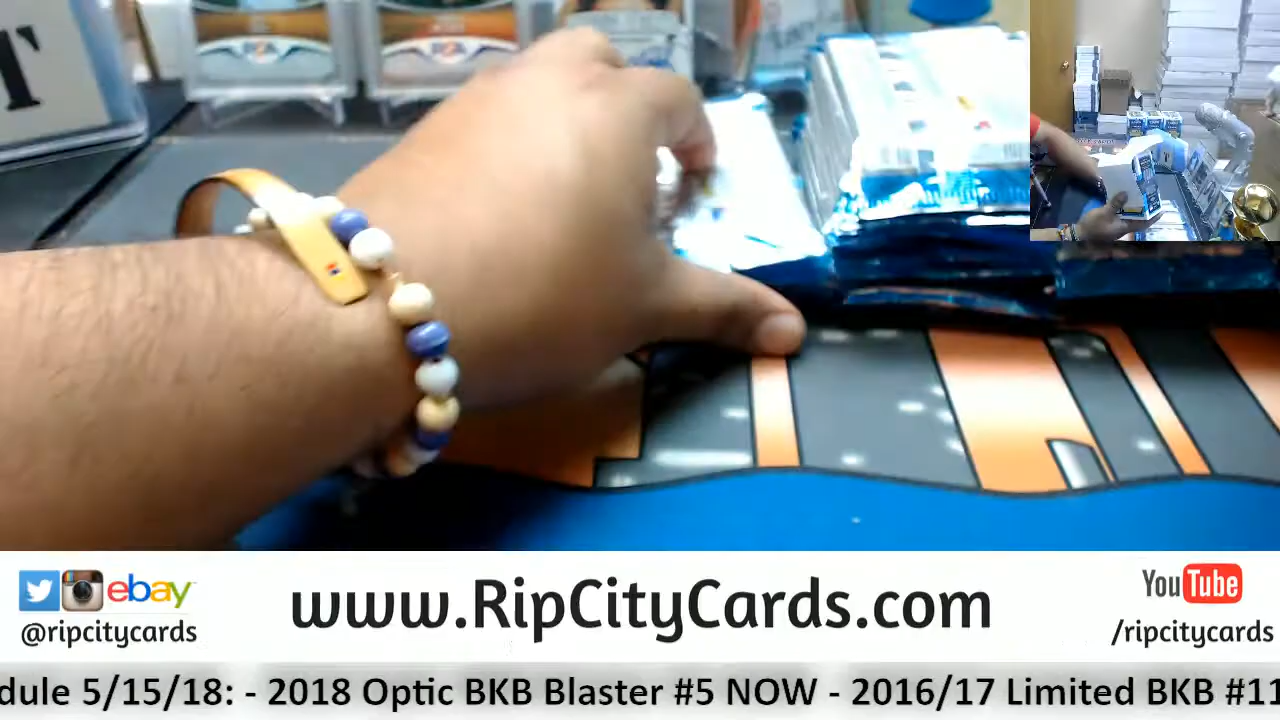 T
ebay
@ripcitycards
www.RipCityCards.com
YouTube
/ripcitycards
dule 5/15/18: - 2018 Optic BKB Blaster #5 NOW - 2016/17 Limited BKB #11